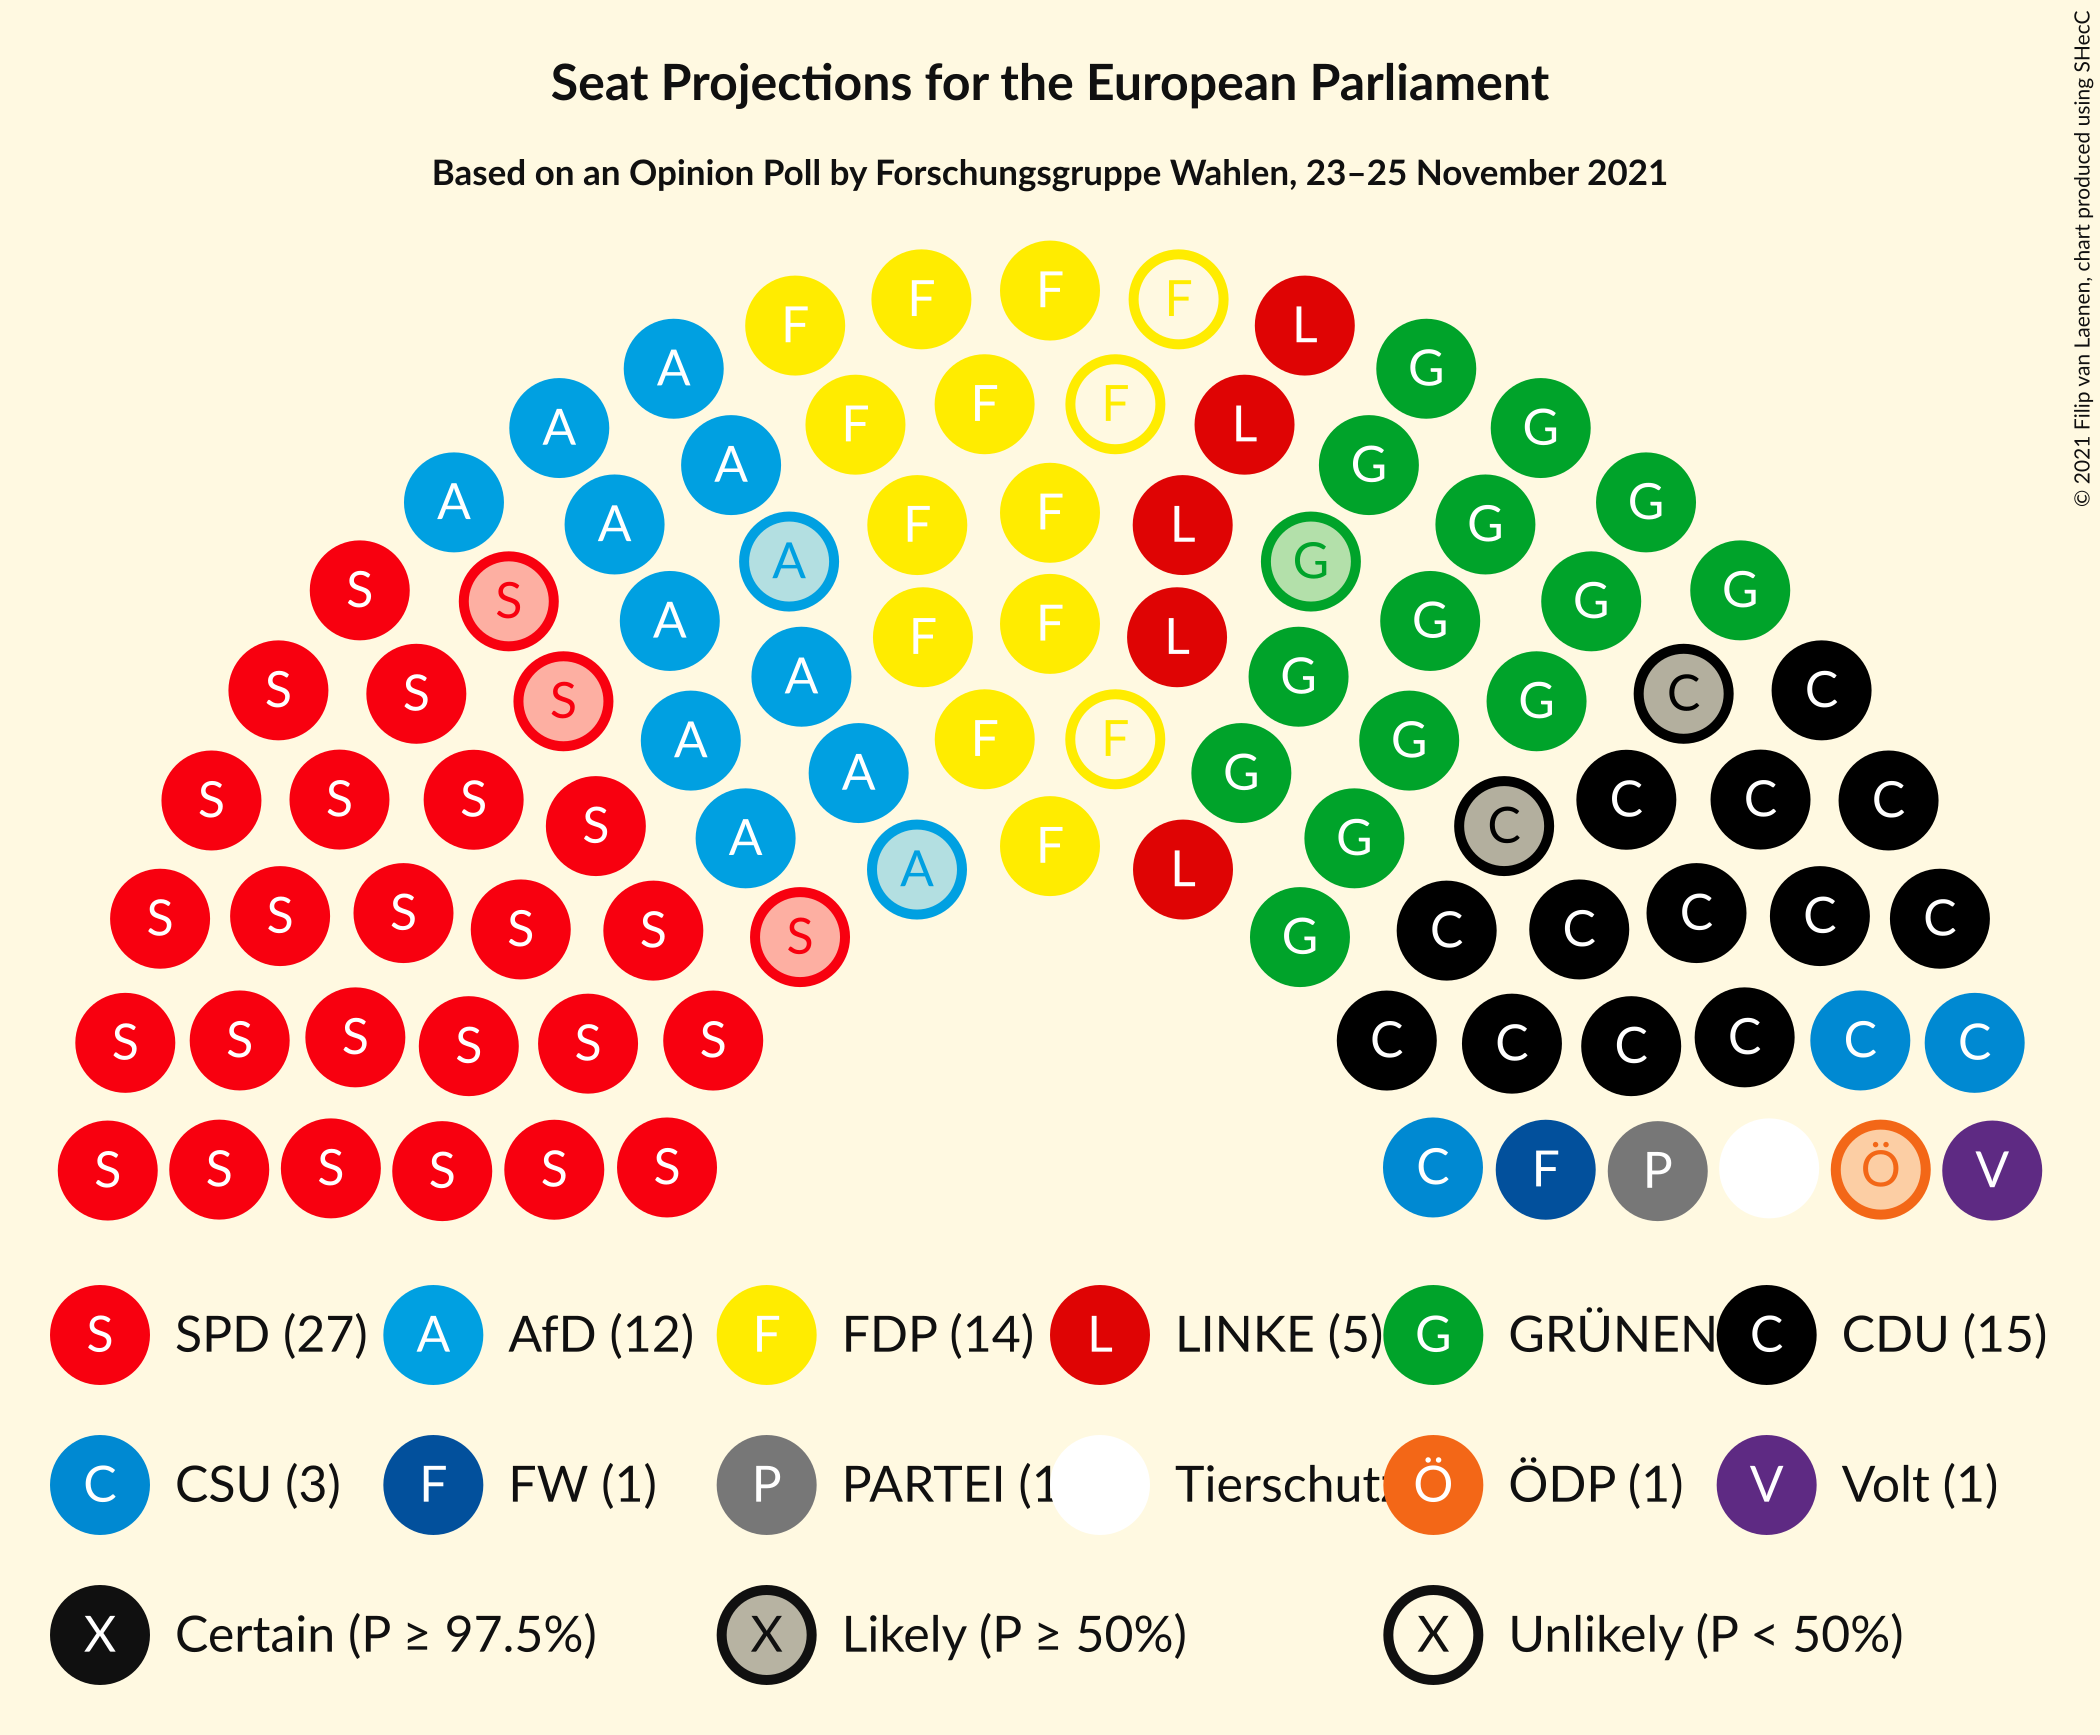 Seat Projections for the European Parliament
Based on an Opinion Poll by Forschungsgruppe Wahlen, 23–25 November 2021
© 2021 Filip van Laenen, chart produced using SHecC
F F F F
F F L
A F F F L G
A A F F L G G
A A A F F L G G G
S S A A F F L G G G G
S S S A A F F G G G G C C
S S S S A A F L G G C C C C
S S S S S S A G C C C C C
S S S S S S C C C C C C
S S S S S S C F P Ö V
S SPD (27) A AfD (12) F FDP (14) L LINKE (5) G GRÜNEN C CDU (15)
C CSU (3) F FW (1) P PARTEI (1 Tierschutz Ö ÖDP (1) V Volt (1)
X Certain (P ≥ 97.5%) X Likely (P ≥ 50%) X Unlikely (P < 50%)